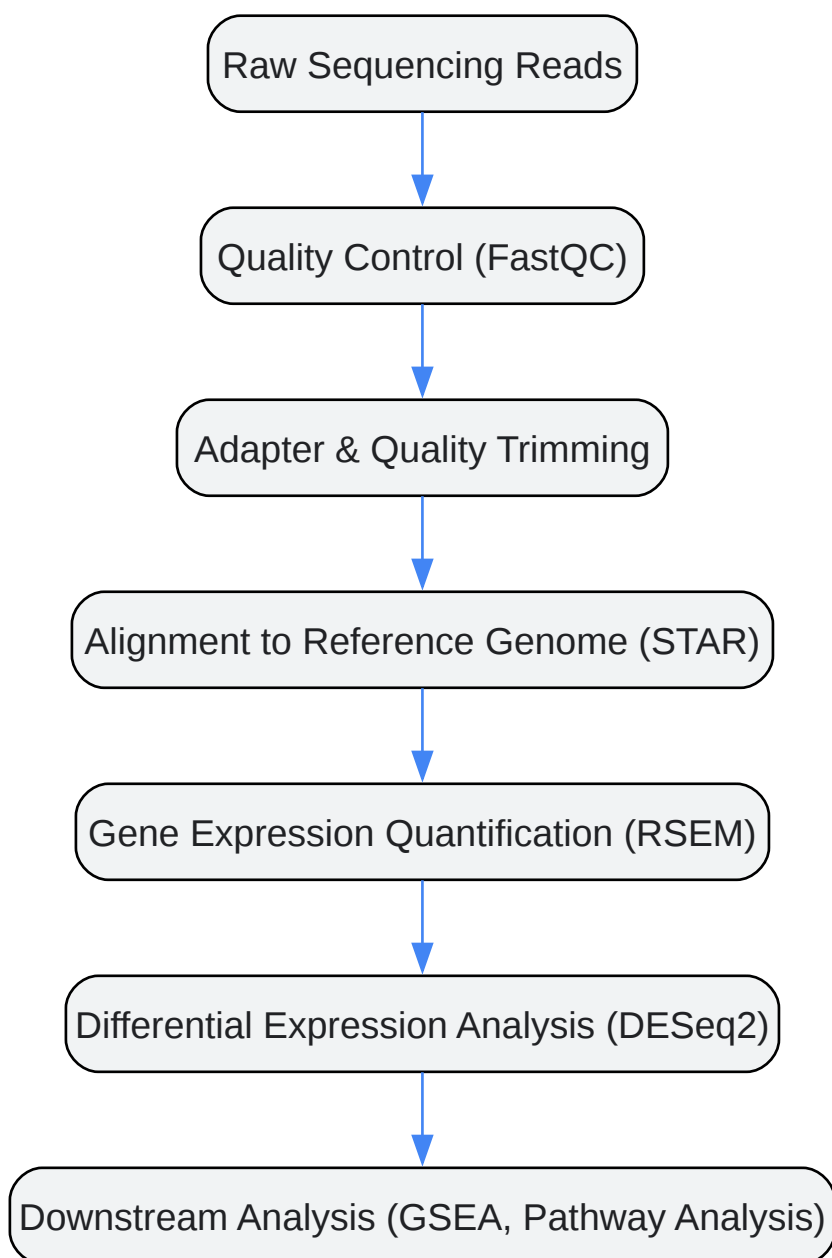 Raw Sequencing Reads
Quality Control (FastQC)
Adapter & Quality Trimming
Alignment to Reference Genome (STAR)
Gene Expression Quantification (RSEM)
Differential Expression Analysis (DESeq2)
Downstream Analysis (GSEA, Pathway Analysis)